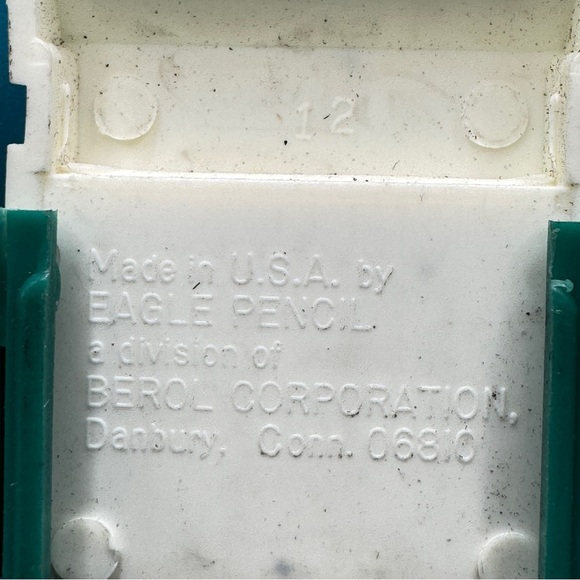 12
Made in U.S.A. by
EAGLE PENCIL
a division of
BEROL CORPORATION,
Danbury, Conn. 06810